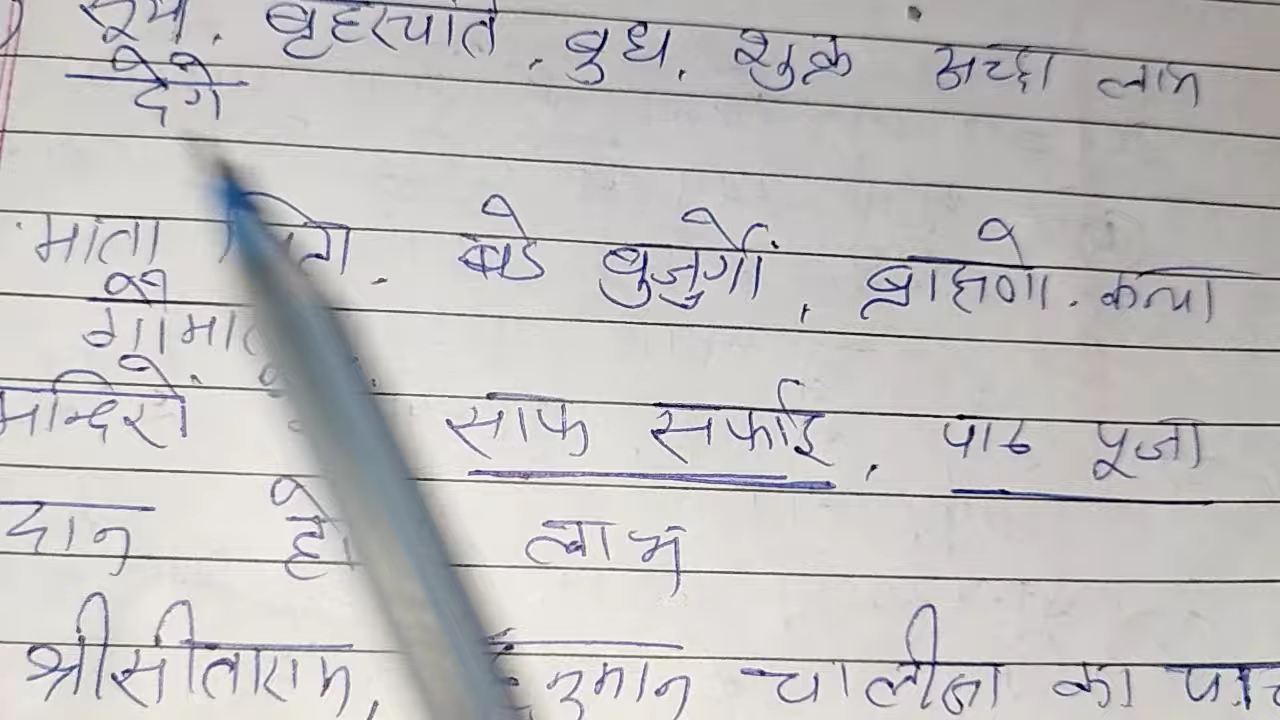 सूर्य, बृहस्पति, बुध, शुक्र अच्छा लाभ
देगे
माता पिता, बडे बुजुर्गो, ब्राह्मणो, कन्या
गौमाता
मन्दिरो साफ सफाई, पाठ पूजा
दान हो लाभ
श्रीसीताराम, हनुमान चालीसा का पाठ